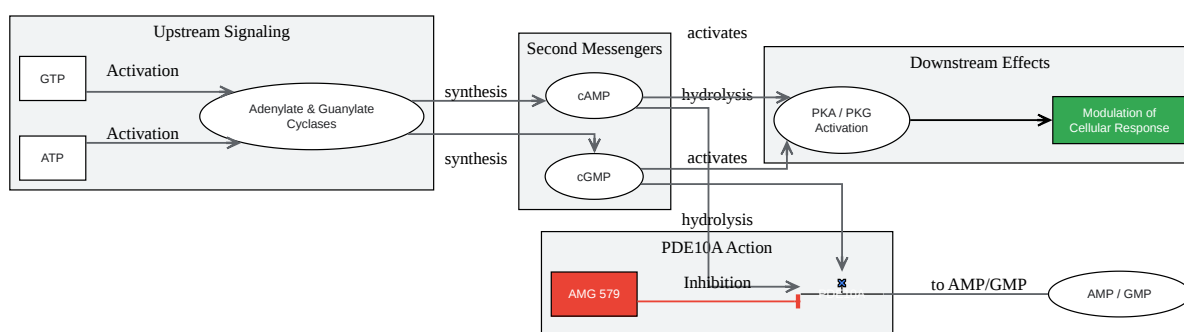 Upstream Signaling
GTP
Activation
ATP
Activation
Adenylate & Guanylate
Cyclases
synthesis
synthesis
Second Messengers
cAMP
cGMP
activates
hydrolysis
activates
hydrolysis
Downstream Effects
PKA / PKG
Activation
Modulation of
Cellular Response
PDE10A Action
AMG 579
Inhibition
to AMP/GMP
AMP / GMP